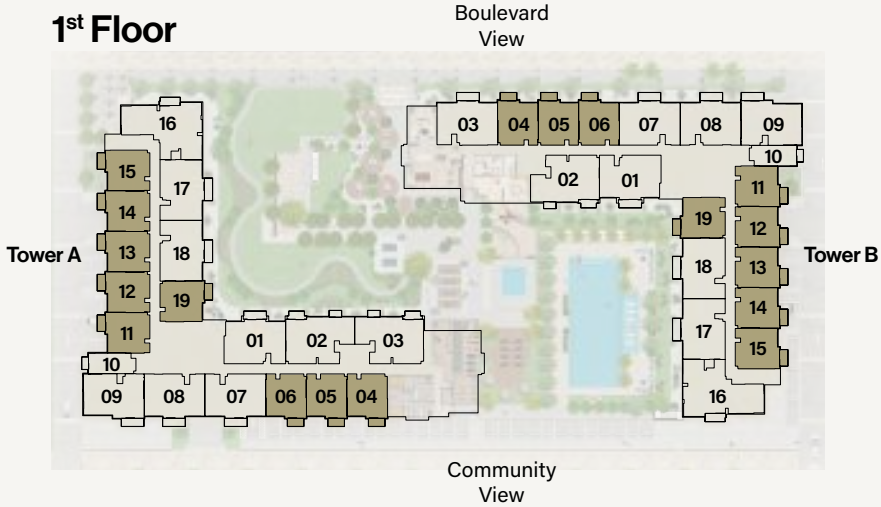 1st Floor
Boulevard
View
16
03 04 05 06 07 08 09
10
15
17
02 01
11
14
19
12
Tower A
13
18
18
13
Tower B
12
19
14
11
01 02 03
17
15
10
09 08 07 06 05 04
16
Community
View